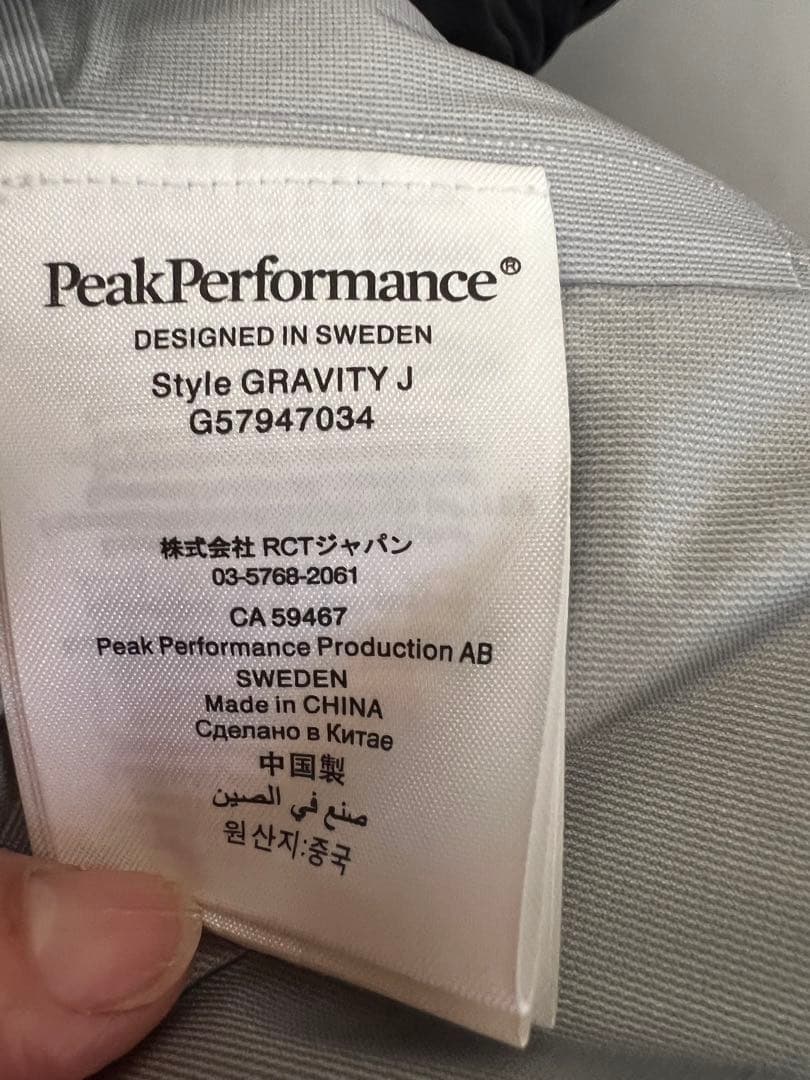 PeakPerformance®
DESIGNED IN SWEDEN
Style GRAVITY J
G57947034
株式会社 RCTジャパン
03-5768-2061
CA 59467
Peak Performance Production AB
SWEDEN
Made in CHINA
Сделано в Китае
中国製
صنع في الصين
원산지:중국